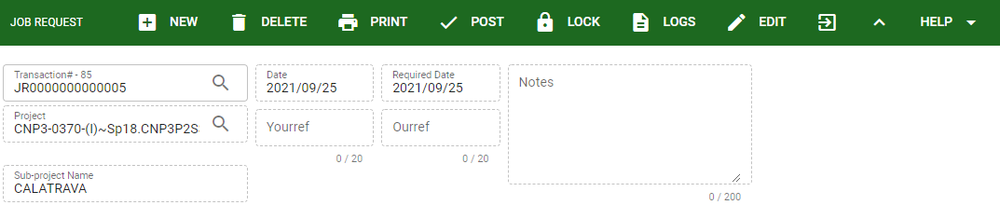 JOB REQUEST NEW DELETE PRINT POST LOCK LOGS EDIT HELP
Transaction# - 85
JR0000000000005
Date
2021/09/25
Required Date
2021/09/25
Notes
Project
CNP3-0370-(I)~Sp18.CNP3P2S
Yourref
Ourref
0 / 20
0 / 20
Sub-project Name
CALATRAVA
0 / 200